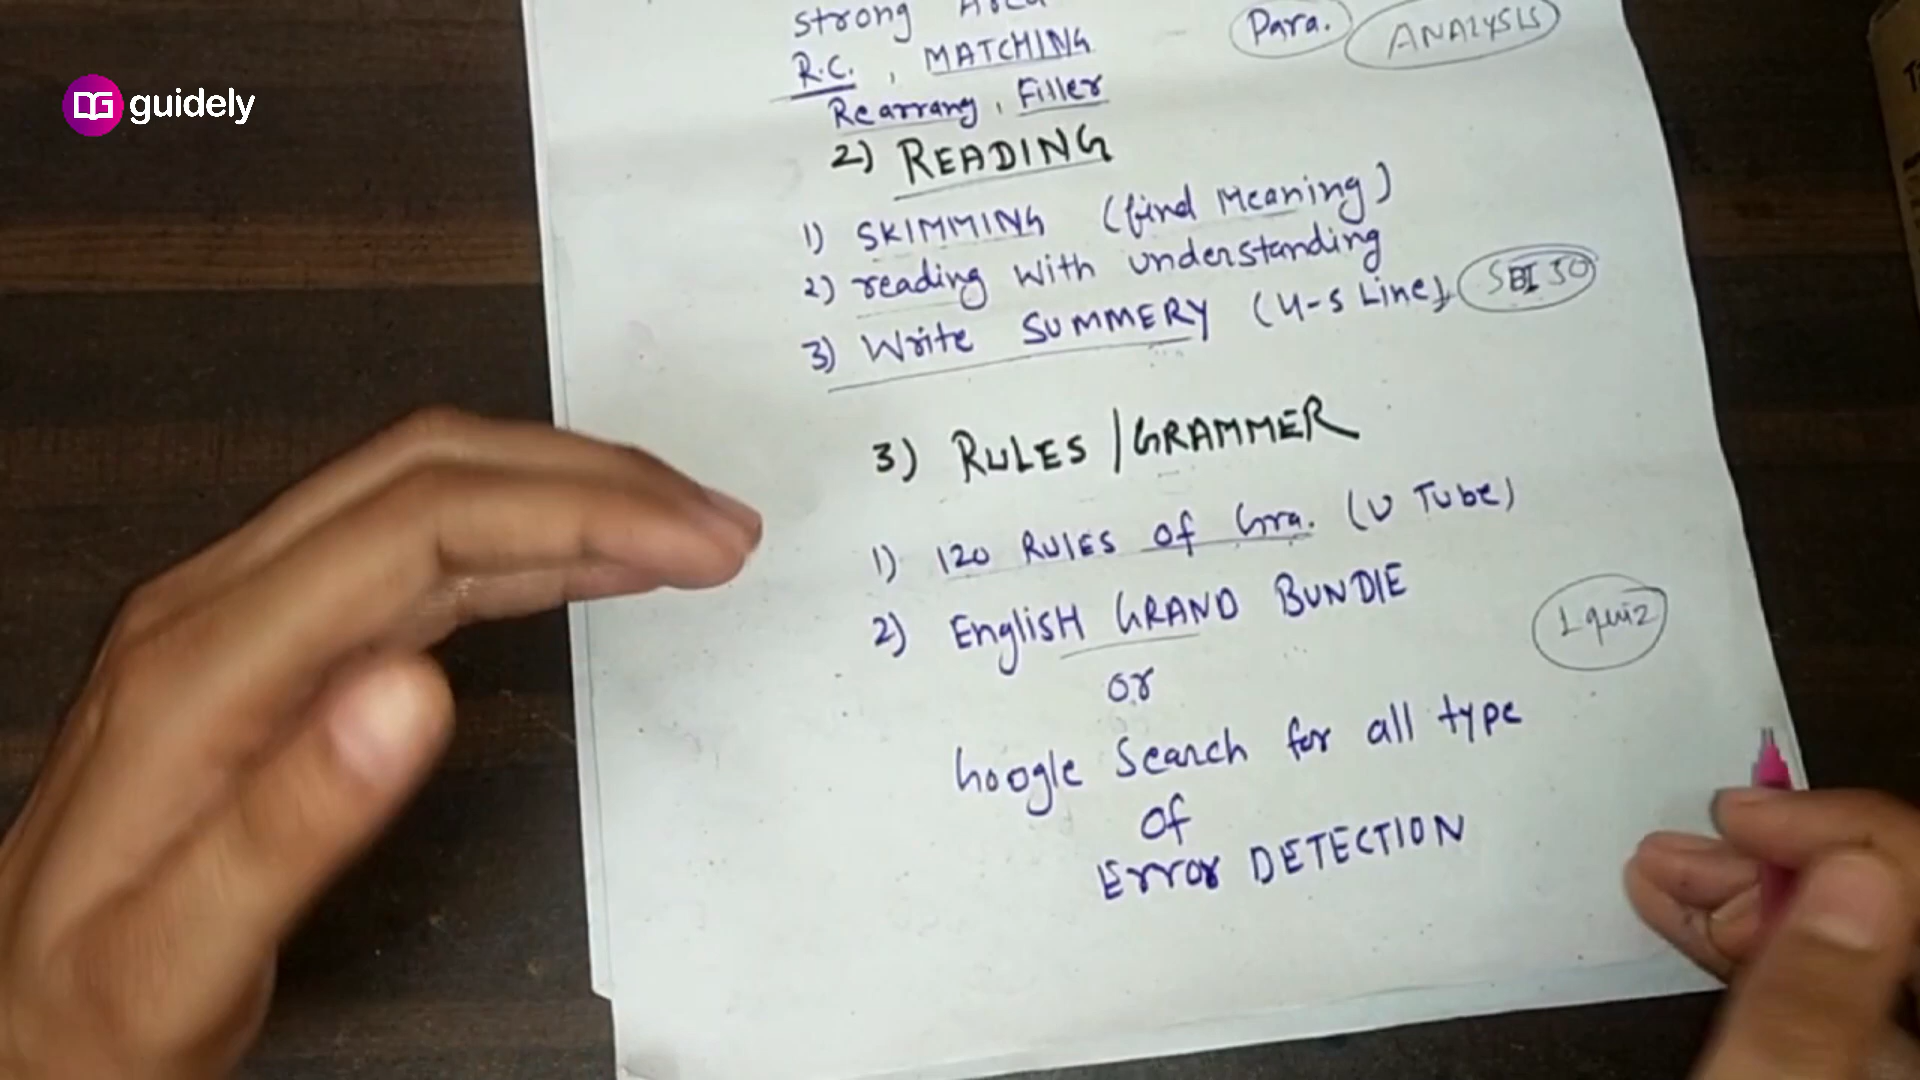 guidely
strong
Para.
ANALYSIS
R.C. , MATCHING
Rearrang, Filler
2) READING
1) SKIMMING (find Meaning)
2) reading with understanding
3) Write SUMMERY (4-5 Line)
SBI 50
3) RULES/GRAMMER
1) 120 RULES of Gra. (U Tube)
2) EnglisH GRAND BUNDlE
1 quiz
or
Google Search for all type
of
Error DETECTION